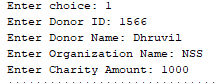 Enter choice: 1
Enter Donor ID: 1566
Enter Donor Name: Dhruvil
Enter Organization Name: NSS
Enter Charity Amount: 1000